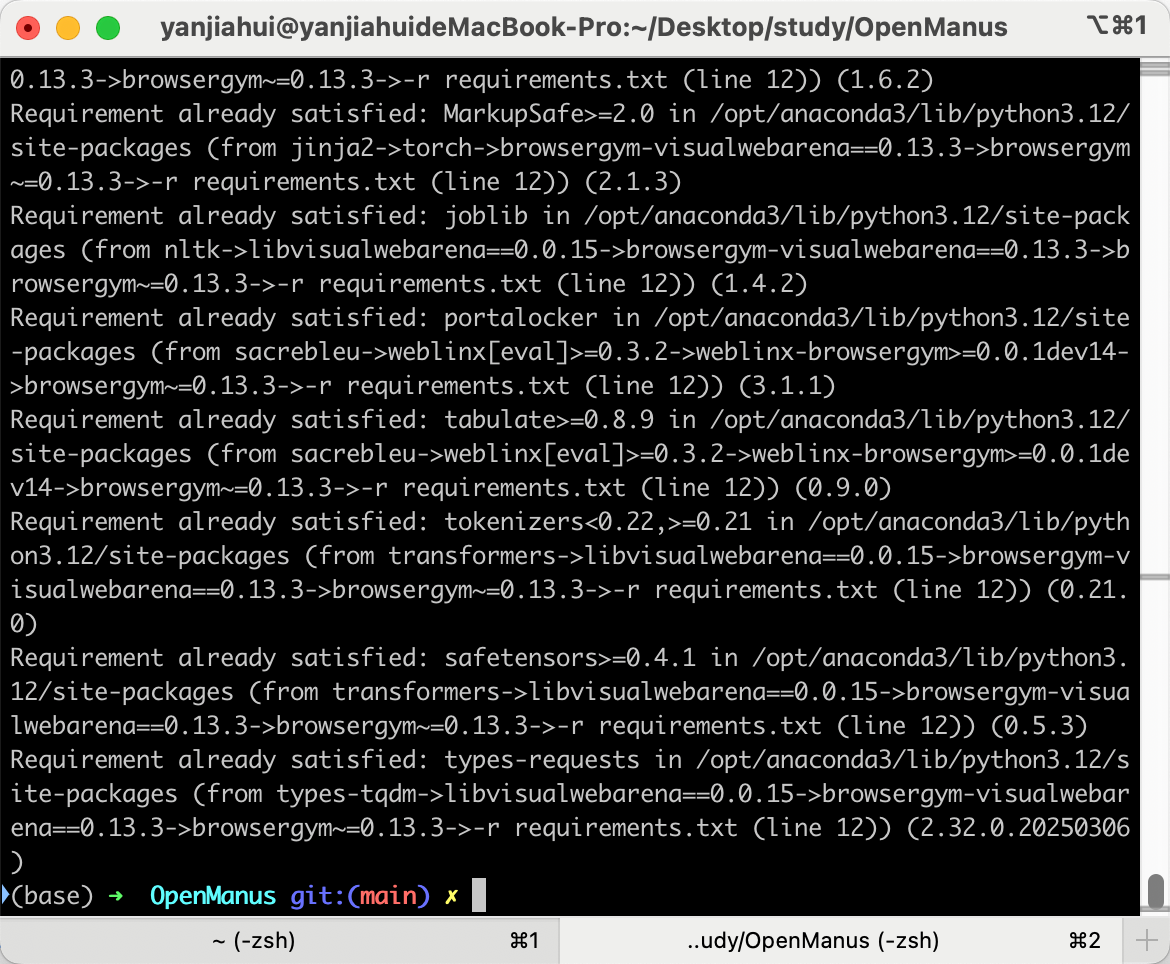 yanjiahui@yanjiahuideMacBook-Pro:~/Desktop/study/OpenManus ⌥⌘1
0.13.3->browsergym~=0.13.3->-r requirements.txt (line 12)) (1.6.2)
Requirement already satisfied: MarkupSafe>=2.0 in /opt/anaconda3/lib/python3.12/
site-packages (from jinja2->torch->browsergym-visualwebarena==0.13.3->browsergym
~=0.13.3->-r requirements.txt (line 12)) (2.1.3)
Requirement already satisfied: joblib in /opt/anaconda3/lib/python3.12/site-pack
ages (from nltk->libvisualwebarena==0.0.15->browsergym-visualwebarena==0.13.3->b
rowsergym~=0.13.3->-r requirements.txt (line 12)) (1.4.2)
Requirement already satisfied: portalocker in /opt/anaconda3/lib/python3.12/site
-packages (from sacrebleu->weblinx[eval]>=0.3.2->weblinx-browsergym>=0.0.1dev14-
>browsergym~=0.13.3->-r requirements.txt (line 12)) (3.1.1)
Requirement already satisfied: tabulate>=0.8.9 in /opt/anaconda3/lib/python3.12/
site-packages (from sacrebleu->weblinx[eval]>=0.3.2->weblinx-browsergym>=0.0.1de
v14->browsergym~=0.13.3->-r requirements.txt (line 12)) (0.9.0)
Requirement already satisfied: tokenizers<0.22,>=0.21 in /opt/anaconda3/lib/pyth
on3.12/site-packages (from transformers->libvisualwebarena==0.0.15->browsergym-v
isualwebarena==0.13.3->browsergym~=0.13.3->-r requirements.txt (line 12)) (0.21.
0)
Requirement already satisfied: safetensors>=0.4.1 in /opt/anaconda3/lib/python3.
12/site-packages (from transformers->libvisualwebarena==0.0.15->browsergym-visua
lwebarena==0.13.3->browsergym~=0.13.3->-r requirements.txt (line 12)) (0.5.3)
Requirement already satisfied: types-requests in /opt/anaconda3/lib/python3.12/s
ite-packages (from types-tqdm->libvisualwebarena==0.0.15->browsergym-visualwebar
ena==0.13.3->browsergym~=0.13.3->-r requirements.txt (line 12)) (2.32.0.20250306
)
(base) ➜ OpenManus git:(main) ✗
~ (-zsh) ⌘1 ..udy/OpenManus (-zsh) ⌘2